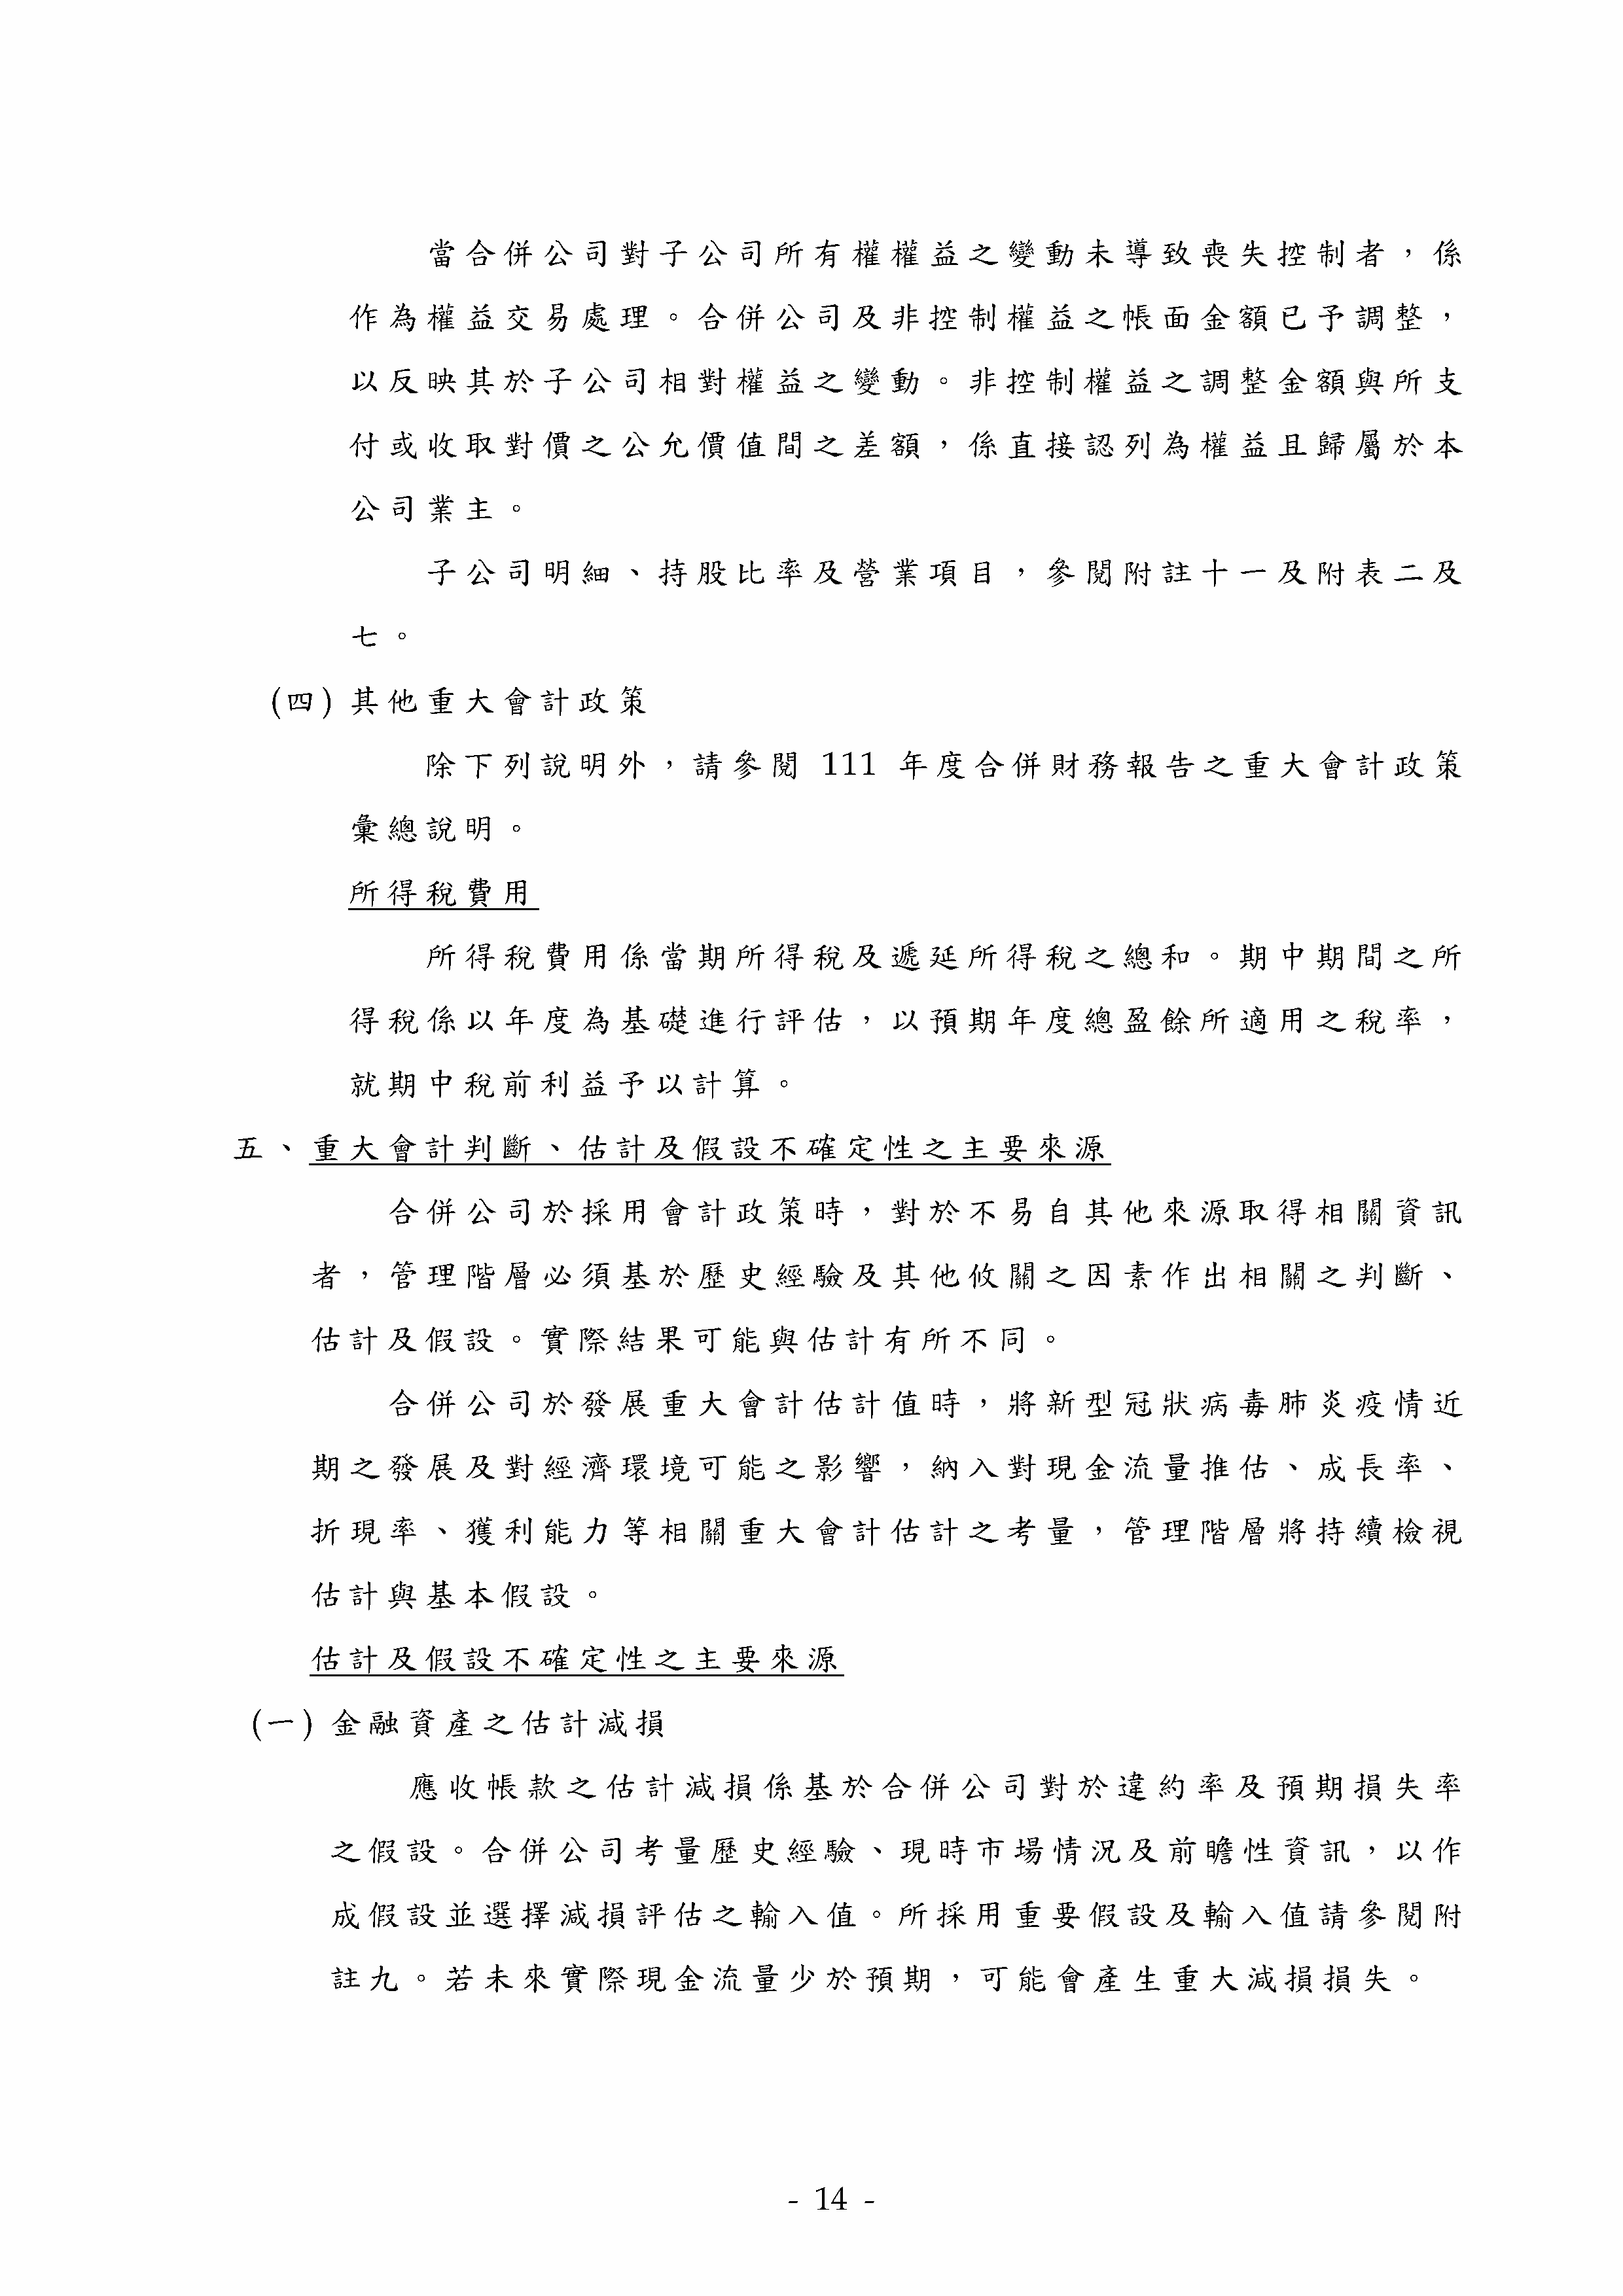 當合併公司對子公司所有權權益之變動未導致喪失控制者，係
作為權益交易處理。合併公司及非控制權益之帳面金額已予調整，
以反映其於子公司相對權益之變動。非控制權益之調整金額與所支
付或收取對價之公允價值間之差額，係直接認列為權益且歸屬於本
公司業主。
子公司明細、持股比率及營業項目，參閱附註十一及附表二及
七。
(四) 其他重大會計政策
除下列說明外，請參閱 111 年度合併財務報告之重大會計政策
彙總說明。
所得稅費用
所得稅費用係當期所得稅及遞延所得稅之總和。期中期間之所
得稅係以年度為基礎進行評估，以預期年度總盈餘所適用之稅率，
就期中稅前利益予以計算。
五、重大會計判斷、估計及假設不確定性之主要來源
合併公司於採用會計政策時，對於不易自其他來源取得相關資訊
者，管理階層必須基於歷史經驗及其他攸關之因素作出相關之判斷、
估計及假設。實際結果可能與估計有所不同。
合併公司於發展重大會計估計值時，將新型冠狀病毒肺炎疫情近
期之發展及對經濟環境可能之影響，納入對現金流量推估、成長率、
折現率、獲利能力等相關重大會計估計之考量，管理階層將持續檢視
估計與基本假設。
估計及假設不確定性之主要來源
(一) 金融資產之估計減損
應收帳款之估計減損係基於合併公司對於違約率及預期損失率
之假設。合併公司考量歷史經驗、現時市場情況及前瞻性資訊，以作
成假設並選擇減損評估之輸入值。所採用重要假設及輸入值請參閱附
註九。若未來實際現金流量少於預期，可能會產生重大減損損失。
- 14 -